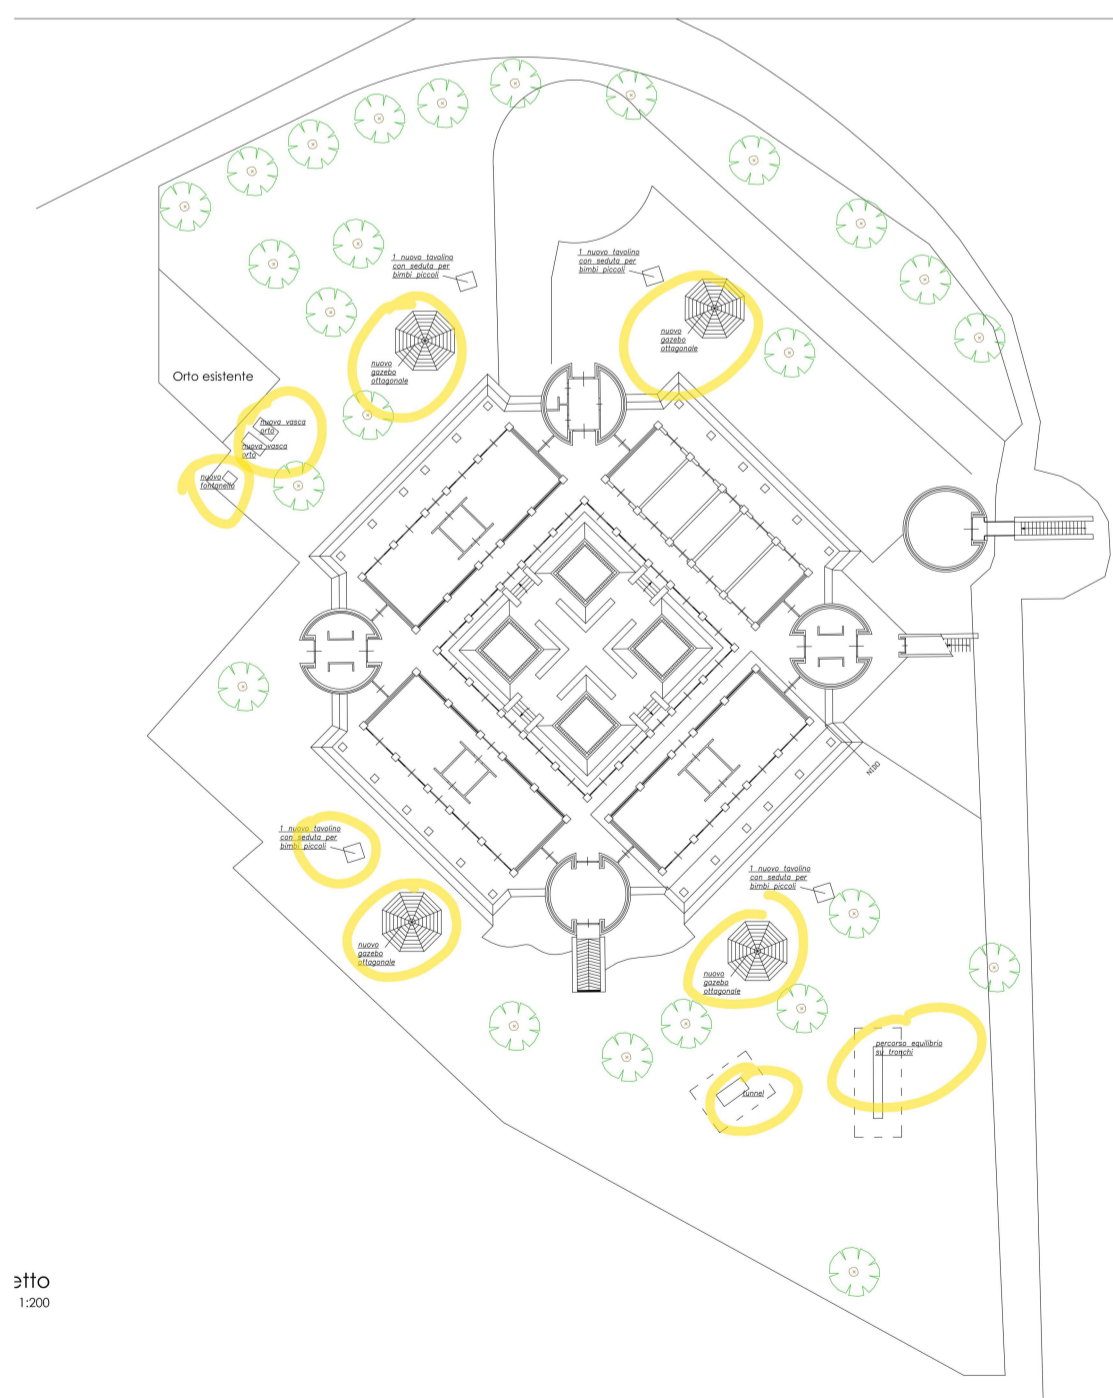 1 nuovo tavolino
con seduta per
bimbi piccoli
1 nuovo tavolino
con seduta per
bimbi piccoli
nuovo
gazebo
ottagonale
nuovo
gazebo
ottagonale
Orto esistente
nuova vasca
orto
nuova vasca
orto
nuovo
fontanello
NIDO
1 nuovo tavolino
con seduta per
bimbi piccoli
1 nuovo tavolino
con seduta per
bimbi piccoli
nuovo
gazebo
ottagonale
nuovo
gazebo
ottagonale
percorso equilibrio
su tronchi
tunnel
etto
1:200